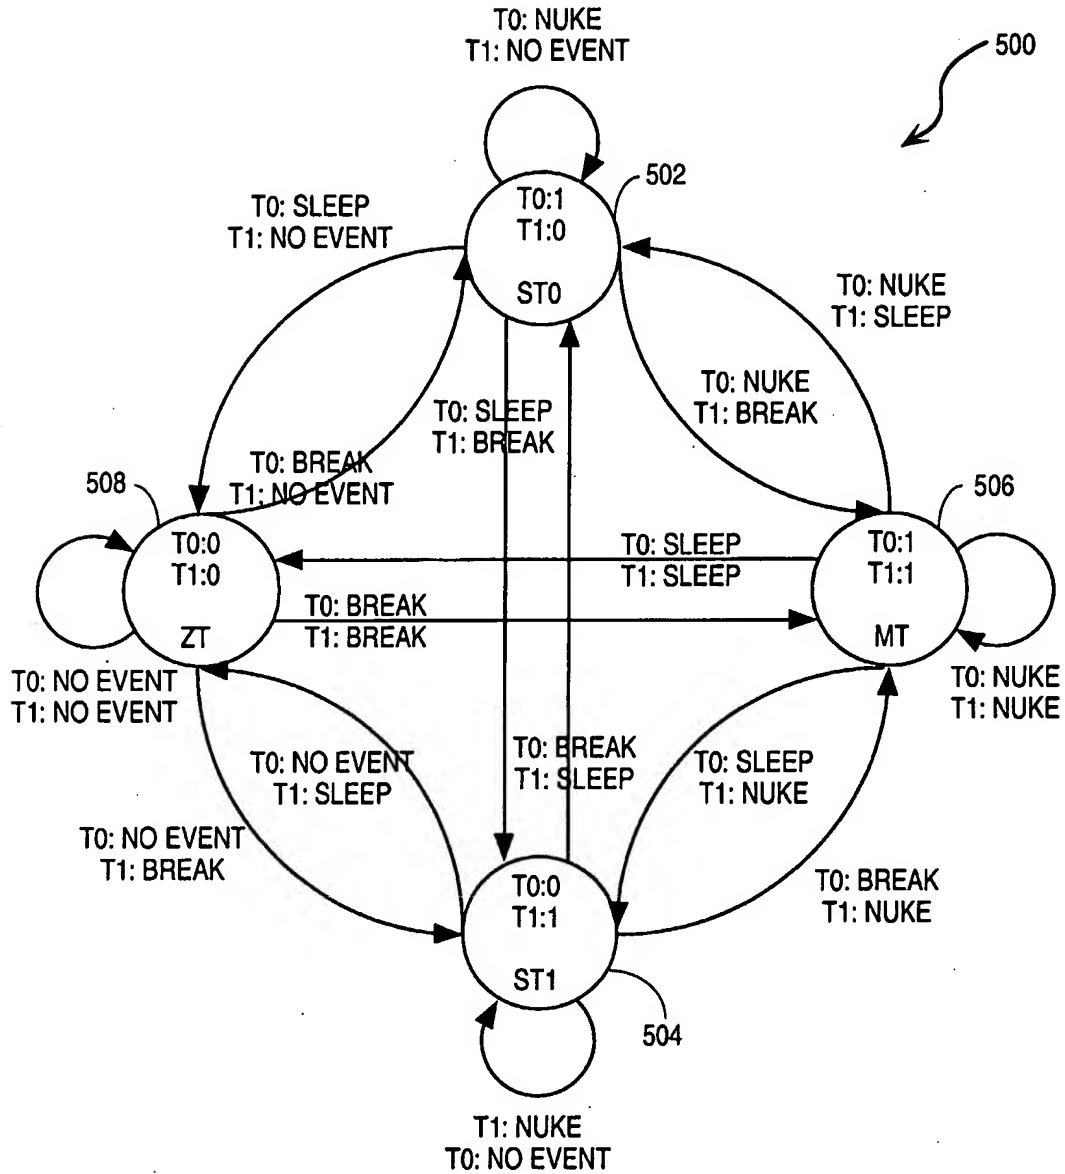 T0: NUKE
T1: NO EVENT
500
502
T0:1
T1:0
ST0
T0: SLEEP
T1: NO EVENT
T0: NUKE
T1: SLEEP
T0: NUKE
T1: BREAK
T0: SLEEP
T1: BREAK
T0: BREAK
T1: NO EVENT
508
506
T0:0
T1:0
ZT
T0: SLEEP
T1: SLEEP
T0:1
T1:1
MT
T0: BREAK
T1: BREAK
T0: NO EVENT
T1: NO EVENT
T0: NUKE
T1: NUKE
T0: NO EVENT
T1: SLEEP
T0: BREAK
T1: SLEEP
T0: SLEEP
T1: NUKE
T0: NO EVENT
T1: BREAK
T0: BREAK
T1: NUKE
T0:0
T1:1
ST1
504
T1: NUKE
T0: NO EVENT